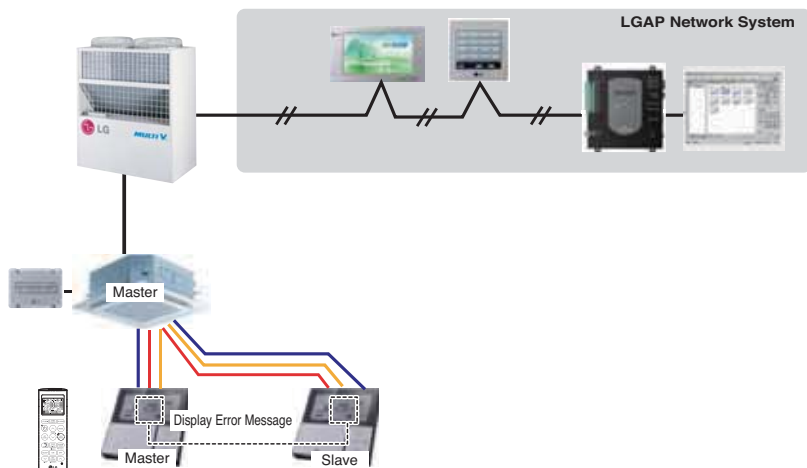 LGAP Network System
LG
MULTI V
Master
Display Error Message
Master
Slave